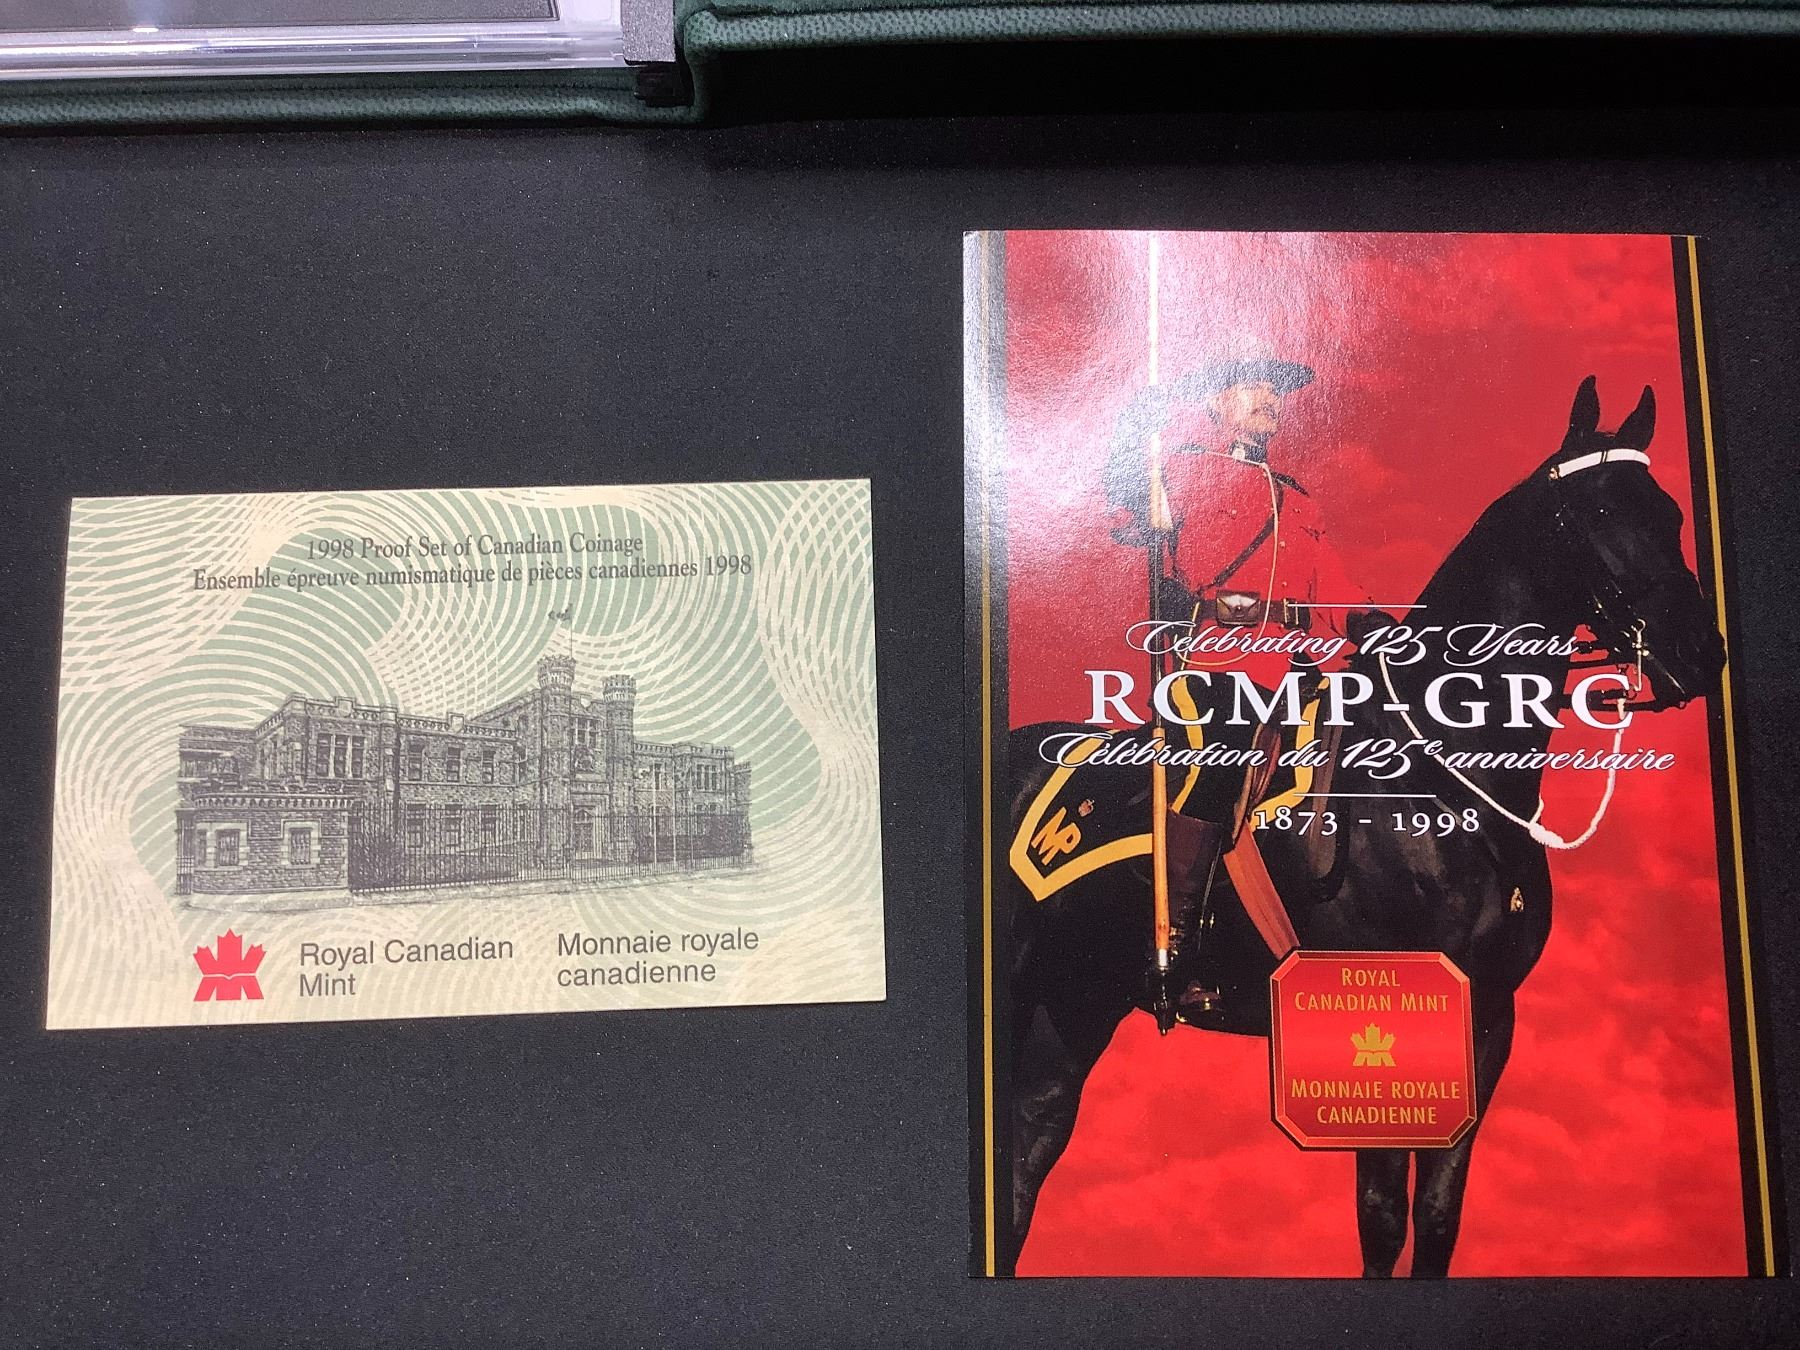 1998 Proof Set of Canadian Coinage
Ensemble épreuve numismatique de pièces canadiennes 1998
Royal Canadian
Mint
Monnaie royale
canadienne
Celebrating 125 Years
RCMP-GRC
Célébration du 125e anniversaire
1873 - 1998
MP
ROYAL
CANADIAN MINT
MONNAIE ROYALE
CANADIENNE